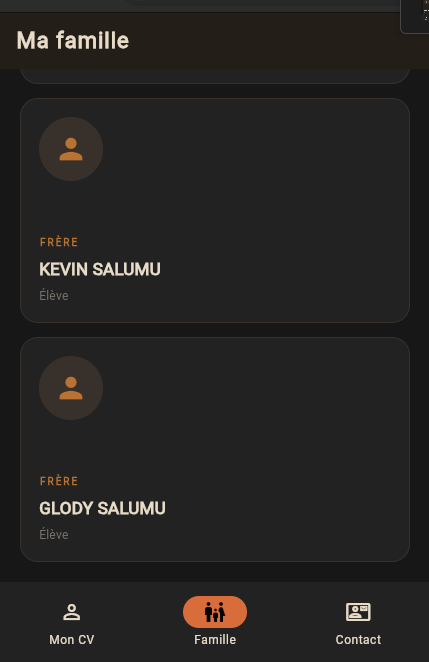 Ma famille
FRÈRE
KEVIN SALUMU
Élève
FRÈRE
GLODY SALUMU
Élève
Mon CV
Famille
Contact